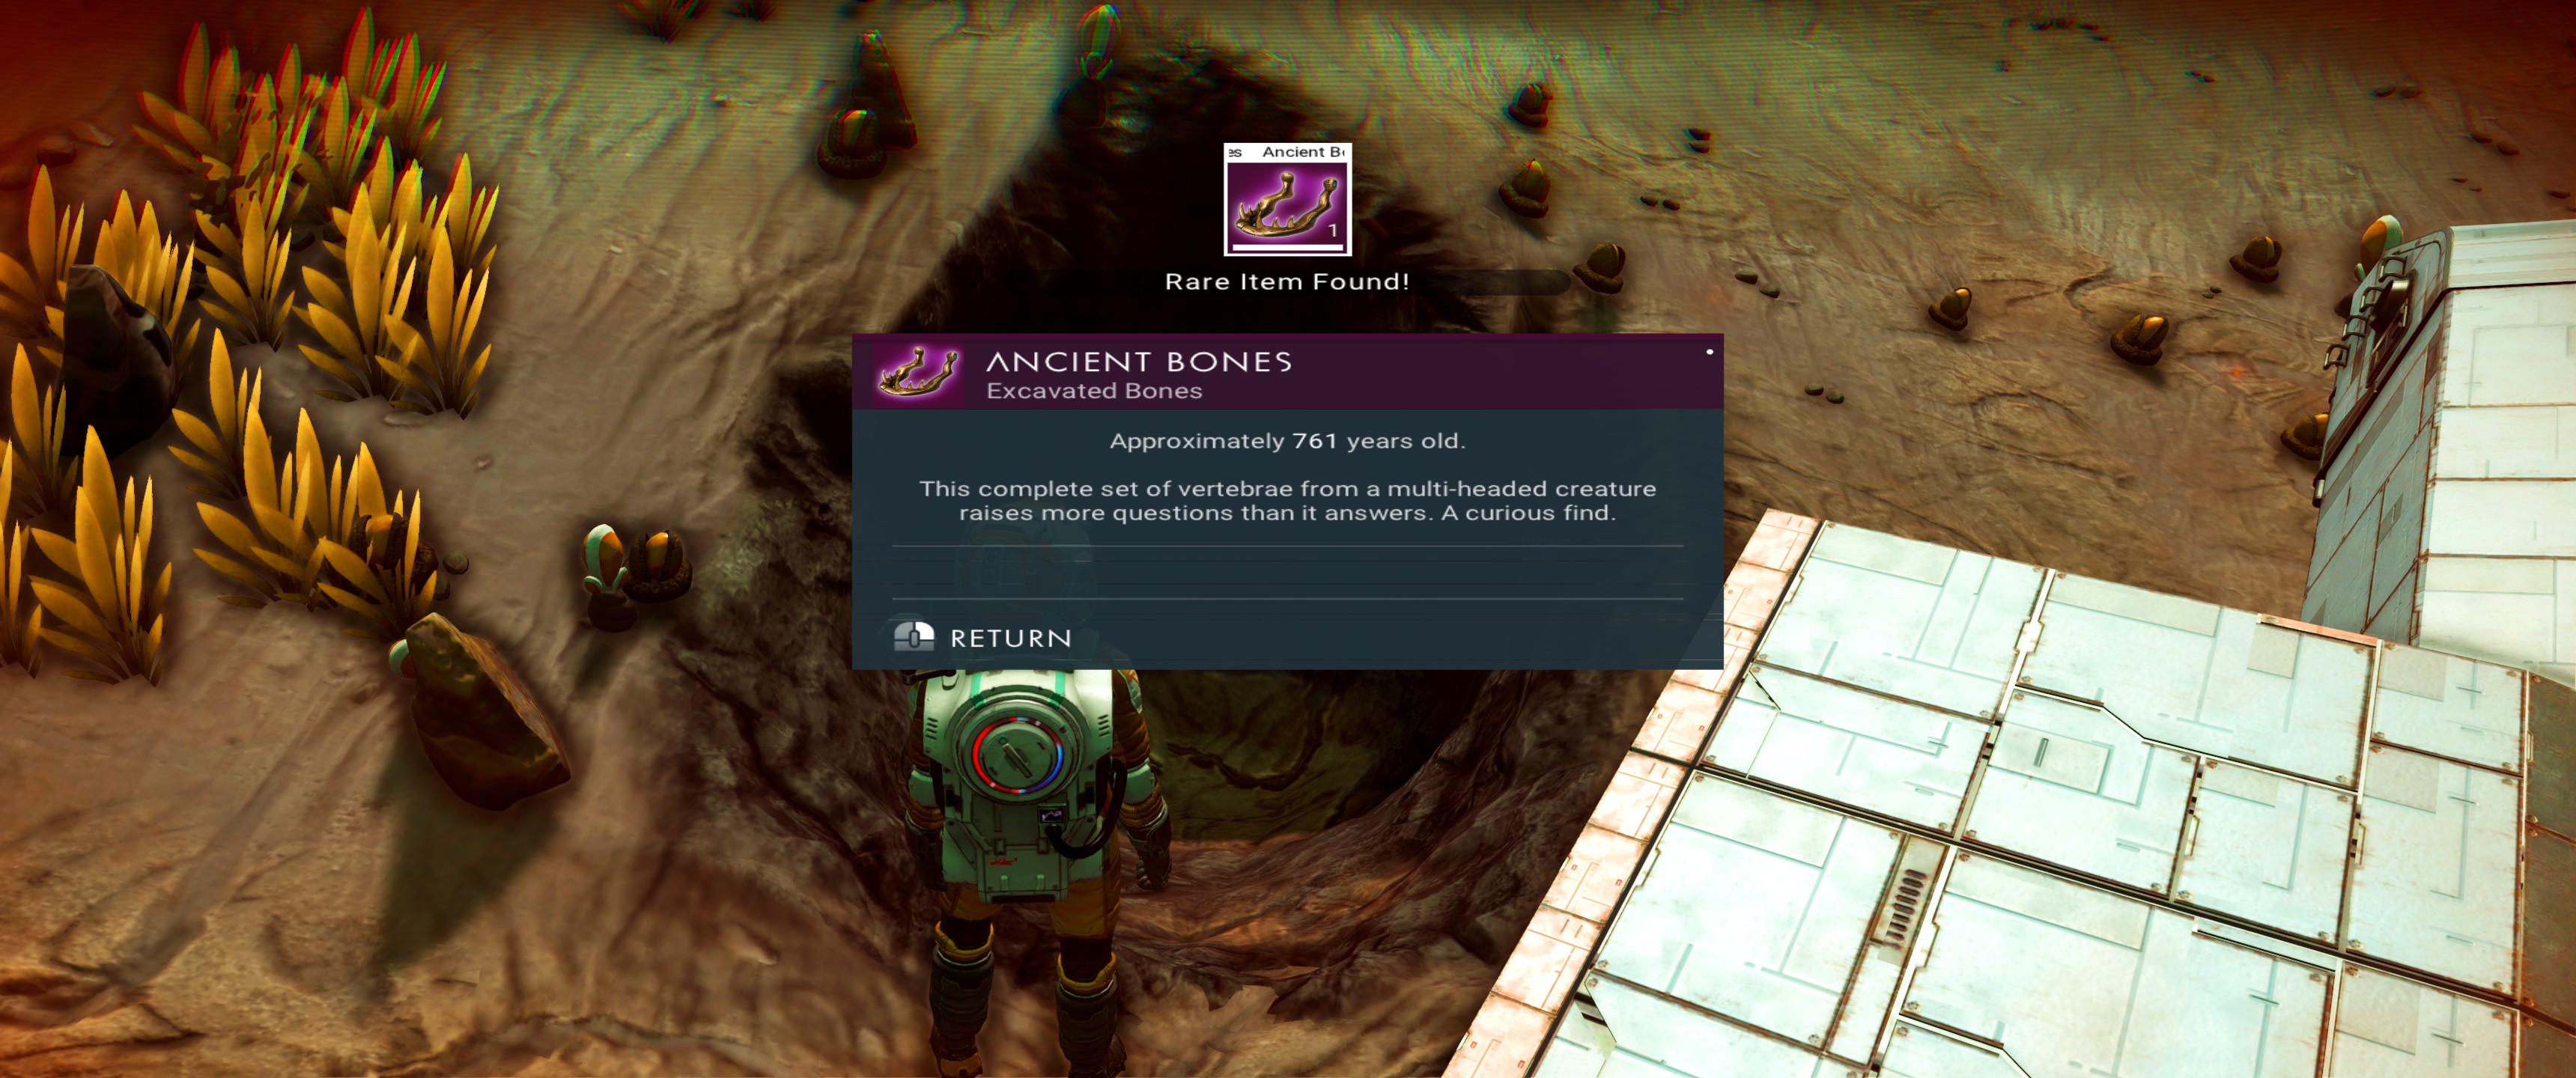 es Ancient B
1
Rare Item Found!
ANCIENT BONES
Excavated Bones
Approximately 761 years old.
This complete set of vertebrae from a multi-headed creature
raises more questions than it answers. A curious find.
RETURN